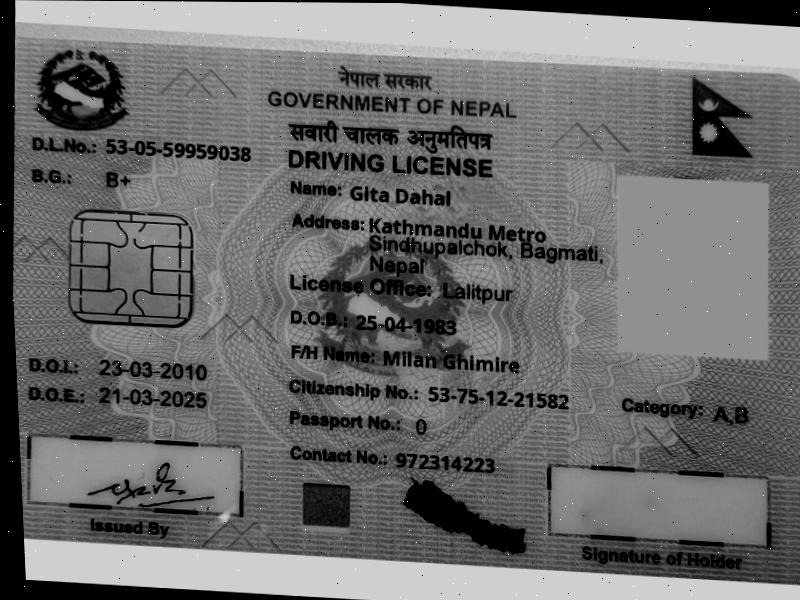 नेपाल सरकार
GOVERNMENT OF NEPAL
सवारी चालक अनुमतिपत्र
DRIVING LICENSE
D.L.No.: 53-05-59959038
B.G.: B+
Name: Gita Dahal
Address: Kathmandu Metro
Sindhupalchok, Bagmati,
Nepal
License Office: Lalitpur
D.O.B.: 25-04-1983
F/H Name: Milan Ghimire
D.O.I.: 23-03-2010
D.O.E.: 21-03-2025
Citizenship No.: 53-75-12-21582
Category: A,B
Passport No.: 0
Contact No.: 972314223
Issued By
Signature of Holder